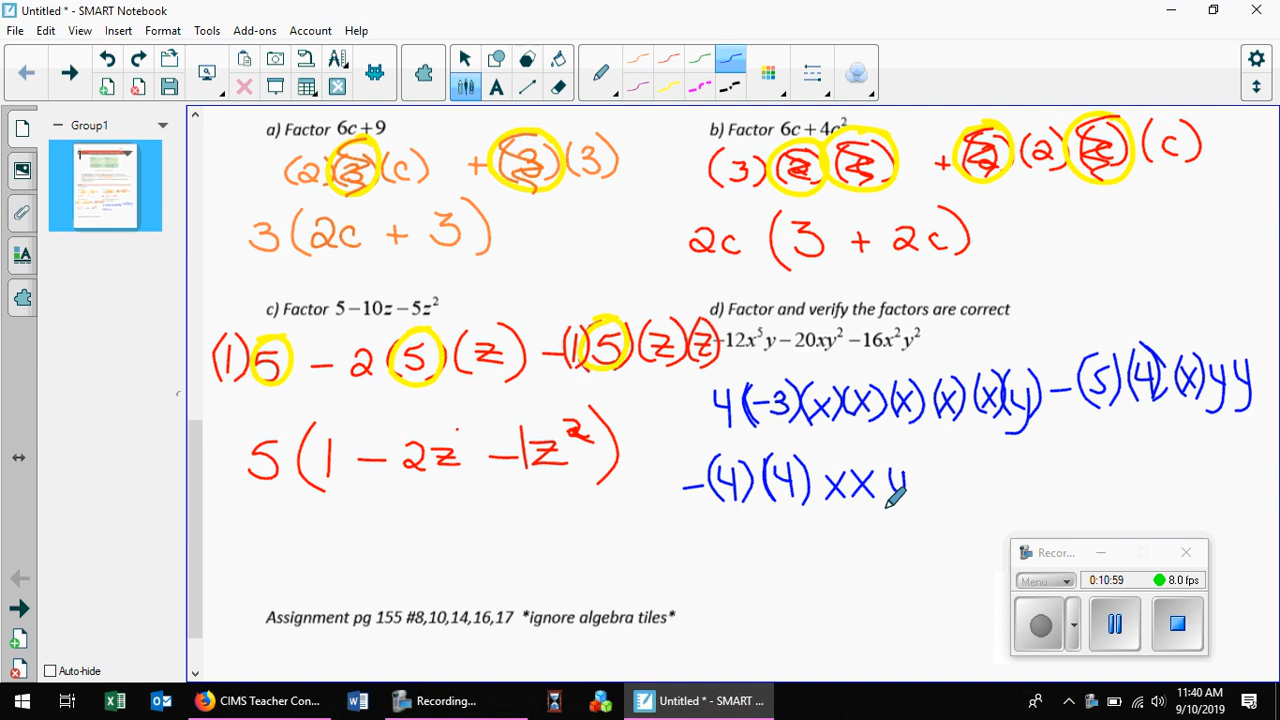 Untitled * - SMART Notebook
File Edit View Insert Format Tools Add-ons Account Help
Group1
a) Factor 6c+9
(2)(3)(c) + (3)(3)
3(2c + 3)
b) Factor 6c+4c²
(3)(2)(c) + (2)(2)(c)(c)
2c (3 + 2c)
c) Factor 5-10z-5z²
(1)5 - 2(5)(z) -(1)5)(z)(z)
5(1 - 2z -1z²)
d) Factor and verify the factors are correct
-12x⁵y-20xy²-16x²y²
4(-3)(x)(x)(x)(x)(x)(y) - (5)(4)(x)yy
-(4)(4)xxy
Assignment pg 155 #8,10,14,16,17 *ignore algebra tiles*
Recor...
Menu 0:10:59 8.0 fps
Auto-hide
CIMS Teacher Con... Recording... Untitled * - SMART ...
11:40 AM
9/10/2019